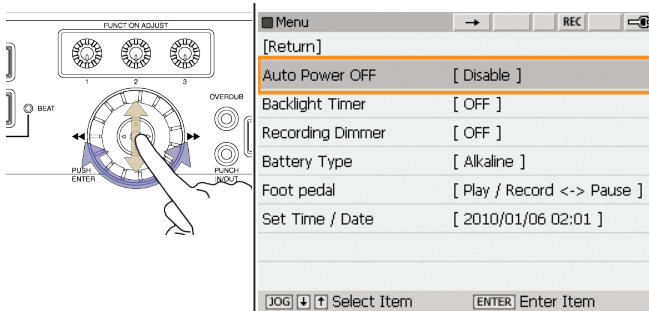 FUNCTION ADJUST
1 2 3
OVERDUB
BEAT
PUSH
ENTER
PUNCH
IN/OUT
Menu → REC
[Return]
Auto Power OFF [ Disable ]
Backlight Timer [ OFF ]
Recording Dimmer [ OFF ]
Battery Type [ Alkaline ]
Foot pedal [ Play / Record <-> Pause ]
Set Time / Date [ 2010/01/06 02:01 ]
JOG ↓ ↑ Select Item ENTER Enter Item